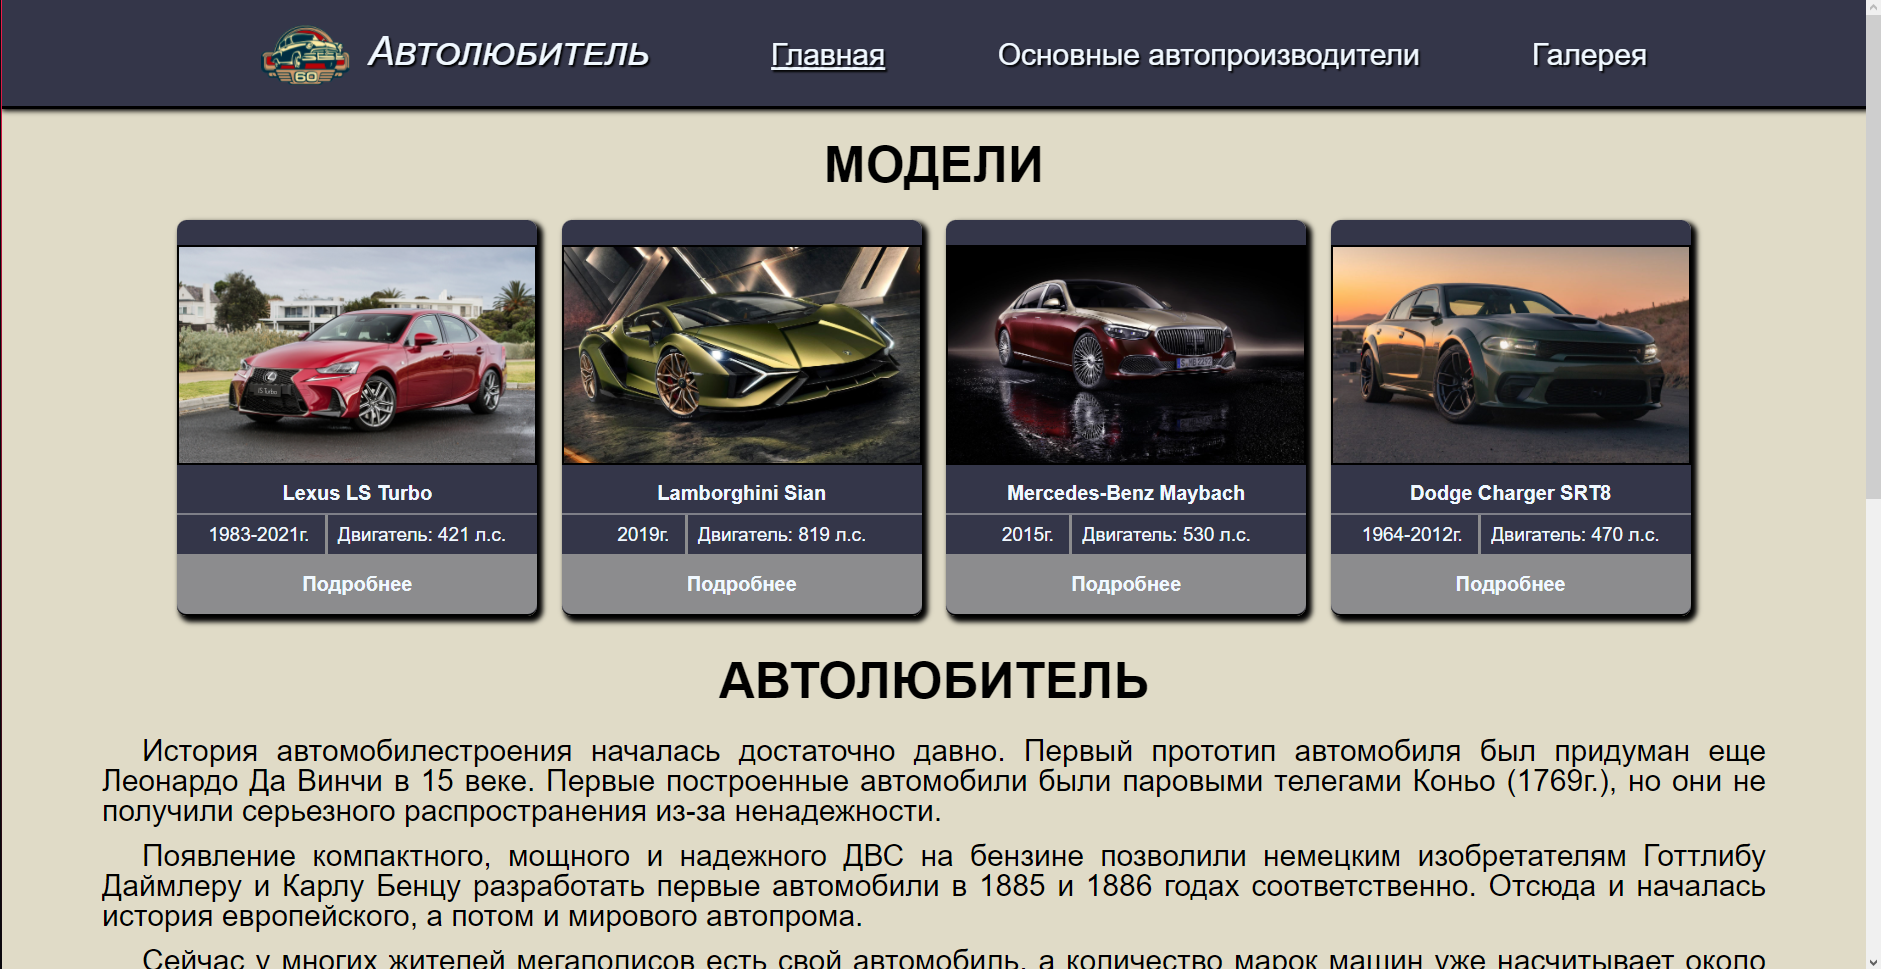 60
Автолюбитель
Главная
Основные автопроизводители
Галерея
МОДЕЛИ
Lexus LS Turbo
1983-2021г.
Двигатель: 421 л.с.
Подробнее
Lamborghini Sian
2019г.
Двигатель: 819 л.с.
Подробнее
Mercedes-Benz Maybach
2015г.
Двигатель: 530 л.с.
Подробнее
Dodge Charger SRT8
1964-2012г.
Двигатель: 470 л.с.
Подробнее
АВТОЛЮБИТЕЛЬ
История автомобилестроения началась достаточно давно. Первый прототип автомобиля был придуман еще
Леонардо Да Винчи в 15 веке. Первые построенные автомобили были паровыми телегами Коньо (1769г.), но они не
получили серьезного распространения из-за ненадежности.
Появление компактного, мощного и надежного ДВС на бензине позволили немецким изобретателям Готтлибу
Даймлеру и Карлу Бенцу разработать первые автомобили в 1885 и 1886 годах соответственно. Отсюда и началась
история европейского, а потом и мирового автопрома.
Сейчас у многих жителей мегаполисов есть свой автомобиль, а количество марок машин уже насчитывает около